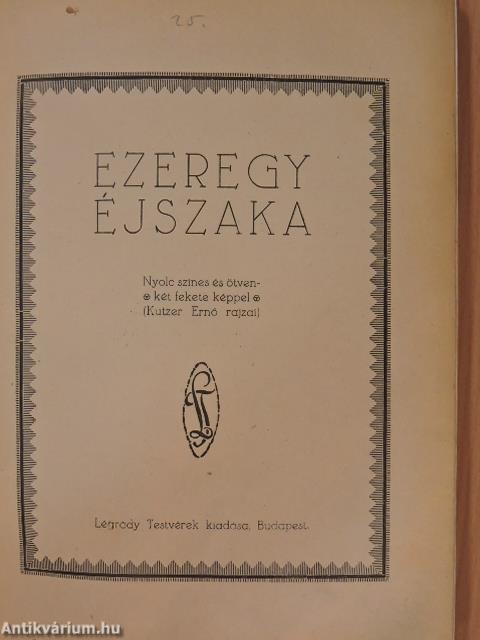 25.
EZEREGY
ÉJSZAKA
Nyolc szines és ötven-
két fekete képpel
(Kutzer Ernő rajzai)
Légrády Testvérek kiadása, Budapest.
Antikvárium.hu